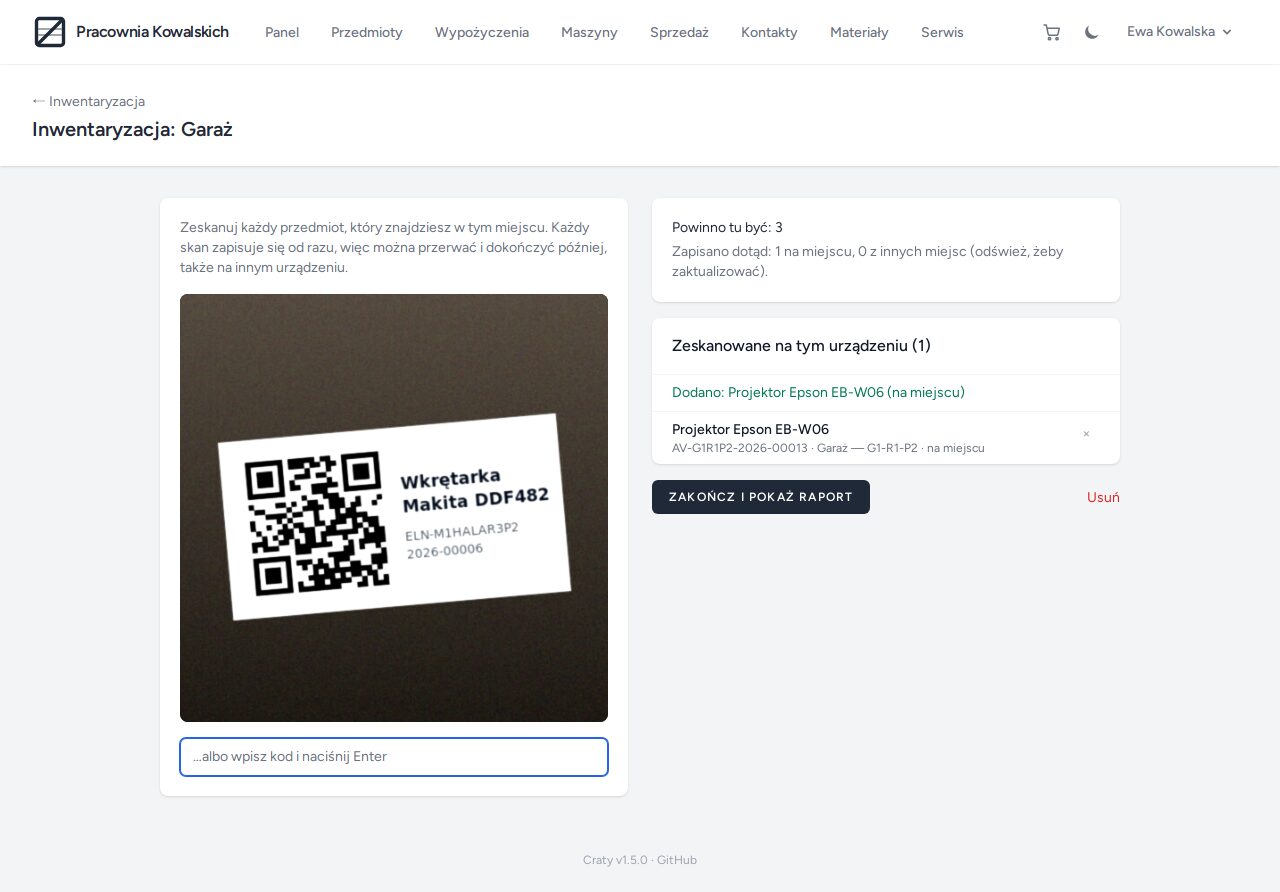 Pracownia Kowalskich
Panel
Przedmioty
Wypożyczenia
Maszyny
Sprzedaż
Kontakty
Materiały
Serwis
Ewa Kowalska
← Inwentaryzacja
Inwentaryzacja: Garaż
Zeskanuj każdy przedmiot, który znajdziesz w tym miejscu. Każdy
skan zapisuje się od razu, więc można przerwać i dokończyć później,
także na innym urządzeniu.
Wkrętarka
Makita DDF482
ELN-M1HALAR3P2
2026-00006
...albo wpisz kod i naciśnij Enter
Powinno tu być: 3
Zapisano dotąd: 1 na miejscu, 0 z innych miejsc (odśwież, żeby
zaktualizować).
Zeskanowane na tym urządzeniu (1)
Dodano: Projektor Epson EB-W06 (na miejscu)
Projektor Epson EB-W06
×
AV-G1R1P2-2026-00013 · Garaż — G1-R1-P2 · na miejscu
ZAKOŃCZ I POKAŻ RAPORT
Usuń
Craty v1.5.0 · GitHub